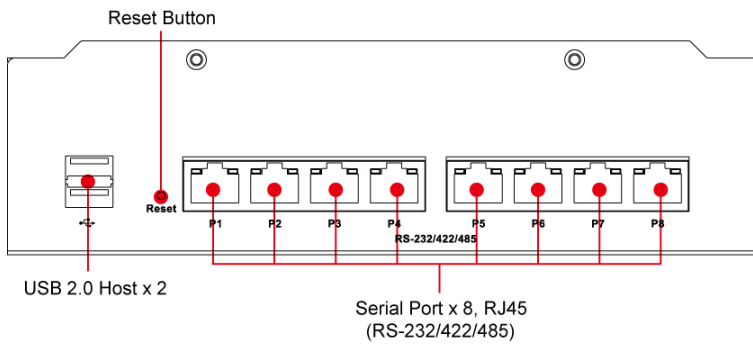 Reset Button
Reset
P1 P2 P3 P4 P5 P6 P7 P8
RS-232/422/485
USB 2.0 Host x 2
Serial Port x 8, RJ45
(RS-232/422/485)